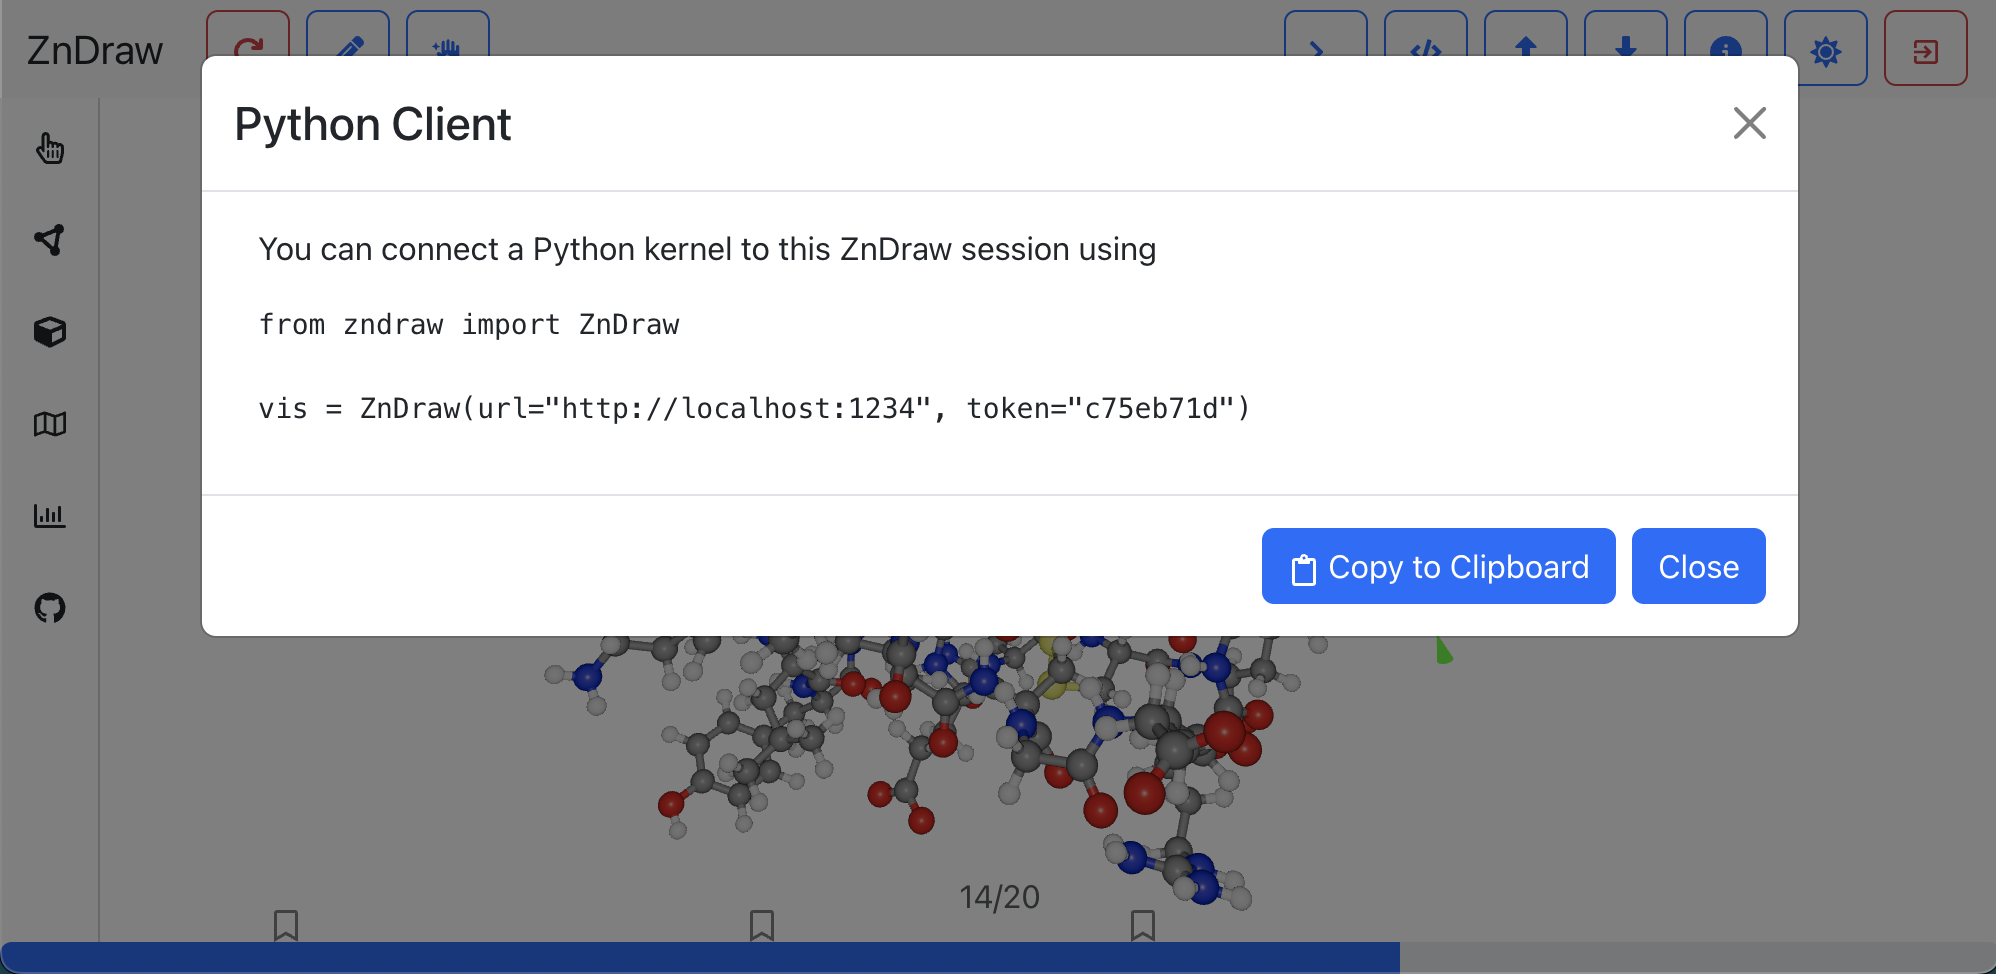 ZnDraw
Python Client
You can connect a Python kernel to this ZnDraw session using
from zndraw import ZnDraw
vis = ZnDraw(url="http://localhost:1234", token="c75eb71d")
Copy to Clipboard
Close
14/20